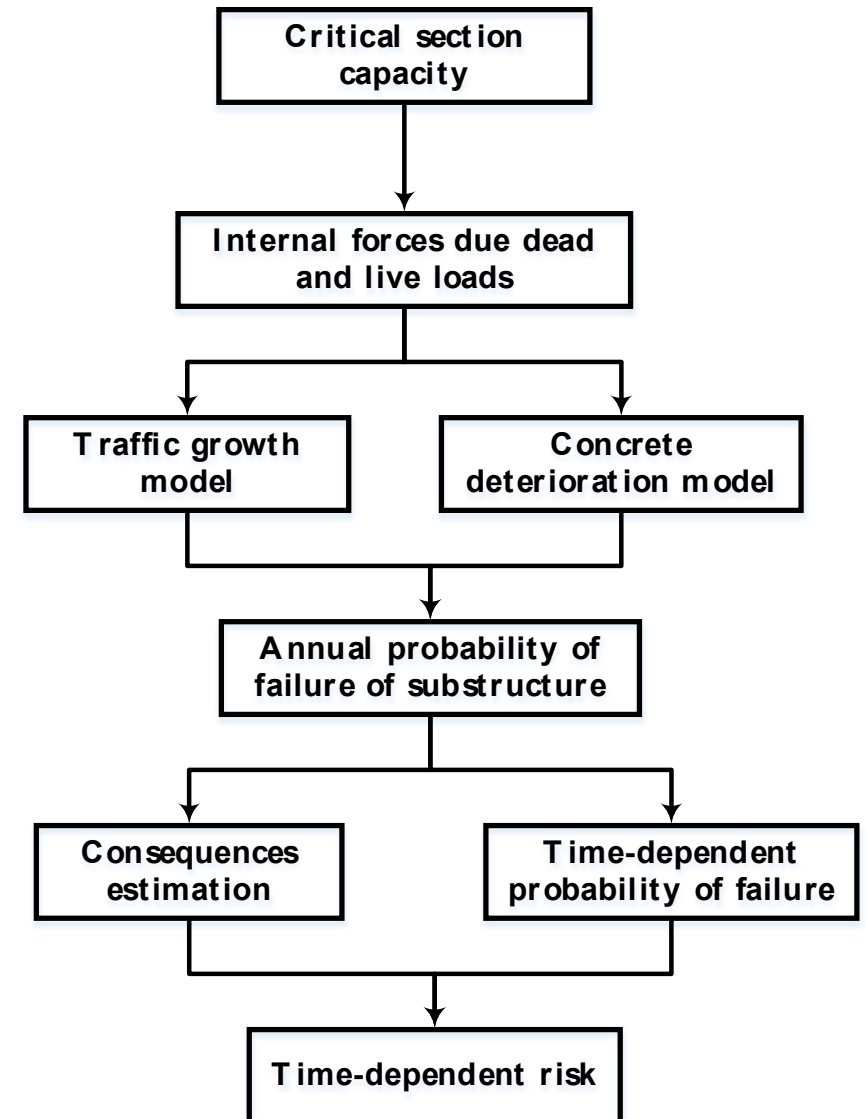 Critical section
capacity
Internal forces due dead
and live loads
Traffic growth
model
Concrete
deterioration model
Annual probability of
failure of substructure
Consequences
estimation
Time-dependent
probability of failure
Time-dependent risk